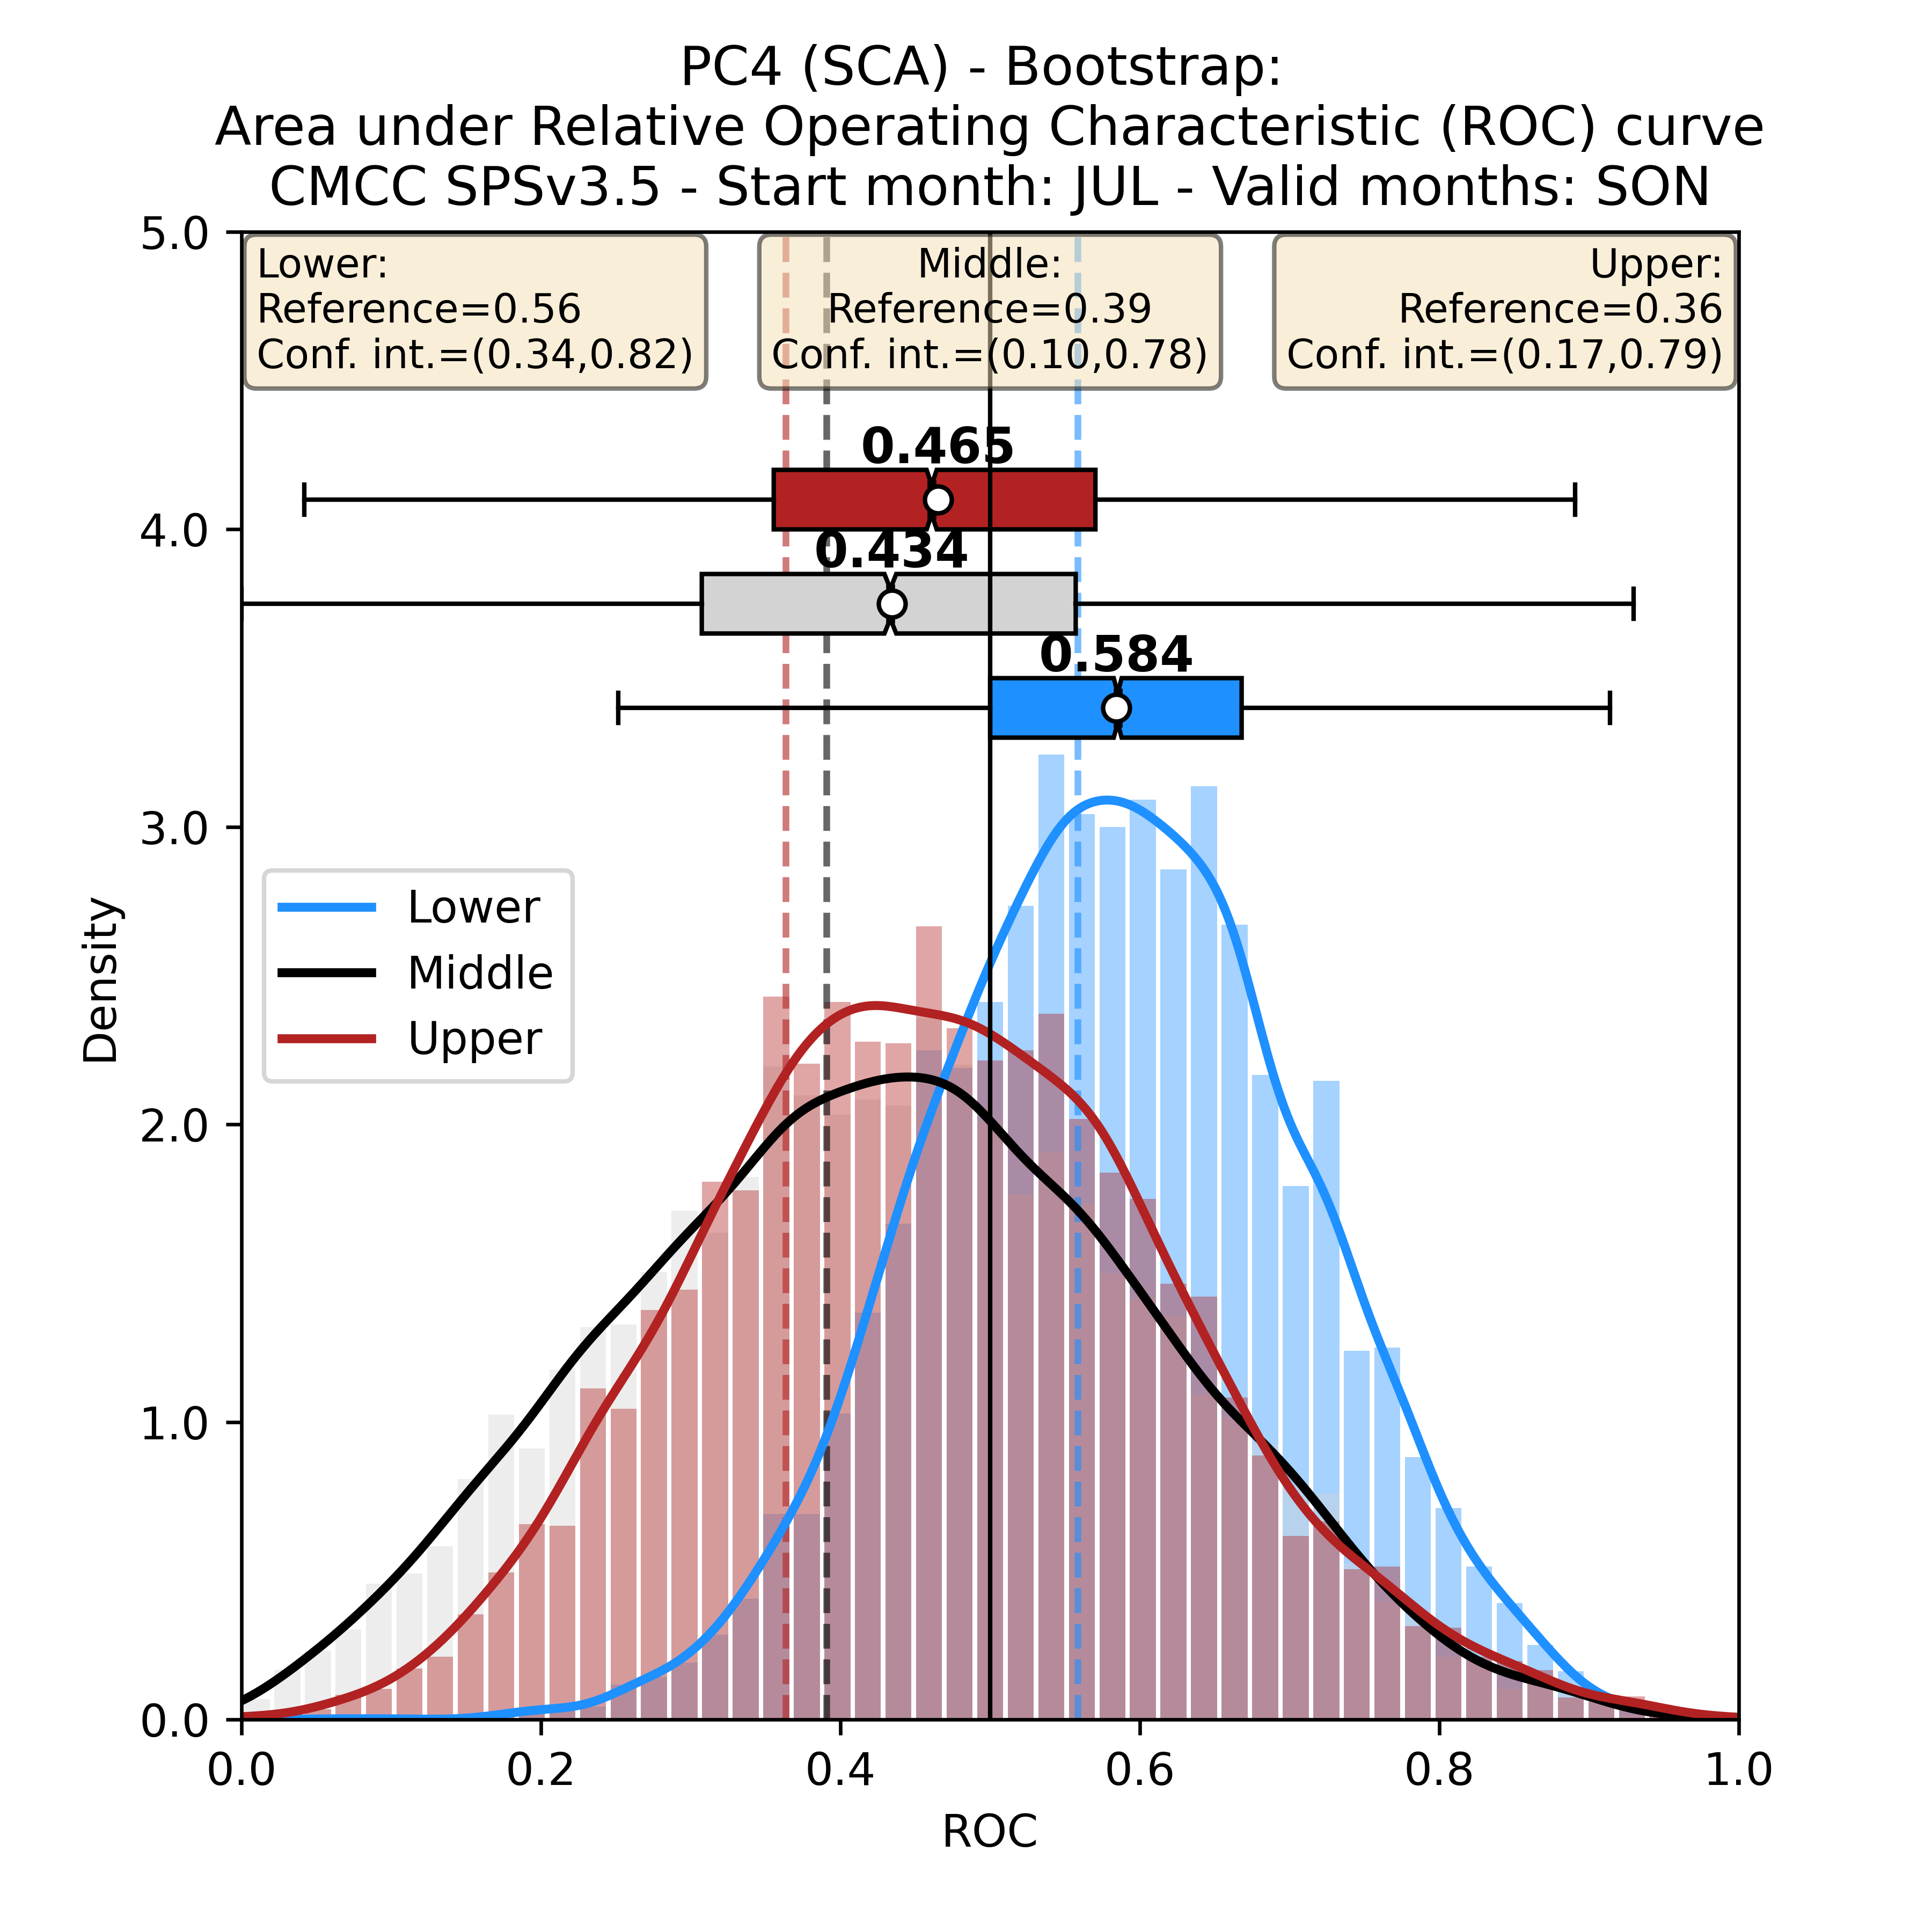 PC4 (SCA) - Bootstrap:
Area under Relative Operating Characteristic (ROC) curve
CMCC SPSv3.5 - Start month: JUL - Valid months: SON
5.0
Lower:
Reference=0.56
Conf. int.=(0.34,0.82)
Middle:
Reference=0.39
Conf. int.=(0.10,0.78)
Upper:
Reference=0.36
Conf. int.=(0.17,0.79)
0.465
4.0
0.434
0.584
3.0
Lower
Middle
Upper
Density
2.0
1.0
0.0
0.0 0.2 0.4 0.6 0.8 1.0
ROC